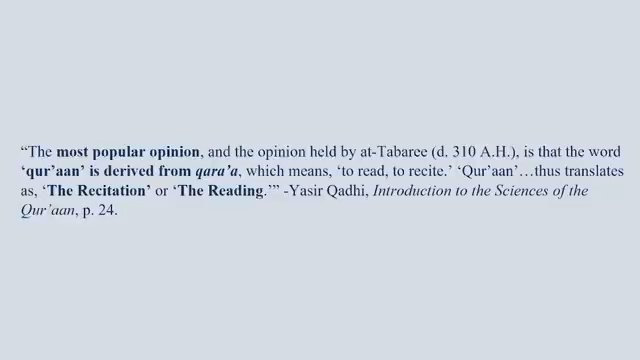 “The most popular opinion, and the opinion held by at-Tabaree (d. 310 A.H.), is that the word
‘qur’aan’ is derived from qara’a, which means, ‘to read, to recite.’ ‘Qur’aan’…thus translates
as, ‘The Recitation’ or ‘The Reading.’” -Yasir Qadhi, Introduction to the Sciences of the
Qur’aan, p. 24.